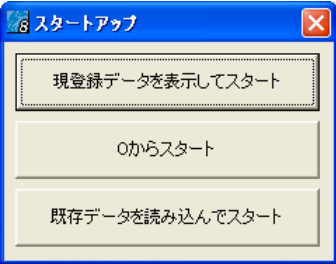 8 スタートアップ
現登録データを表示してスタート
0からスタート
既存データを読み込んでスタート